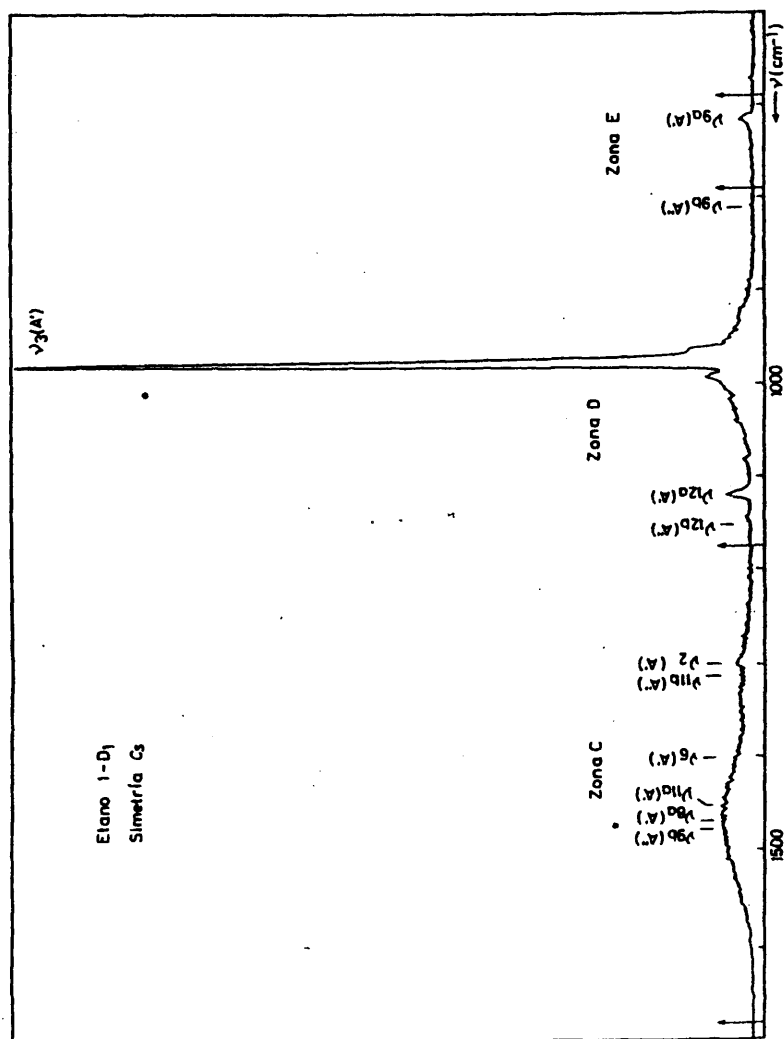 Etano 1-D1
Simetría Cs
ν3(A')
Zona C
Zona D
Zona E
ν9b(A'')
ν8a(A')
ν11a(A')
ν6(A')
ν11b(A'')
ν2 (A')
ν12b(A'')
ν12a(A')
ν9b(A'')
ν9a(A')
1500
1000
ν(cm-1)